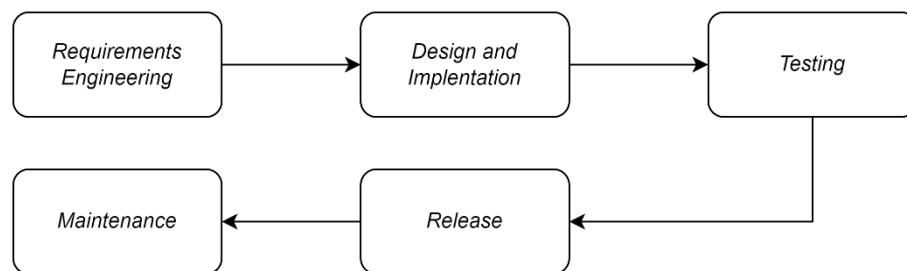 Requirements
Engineering
Design and
Implentation
Testing
Maintenance
Release